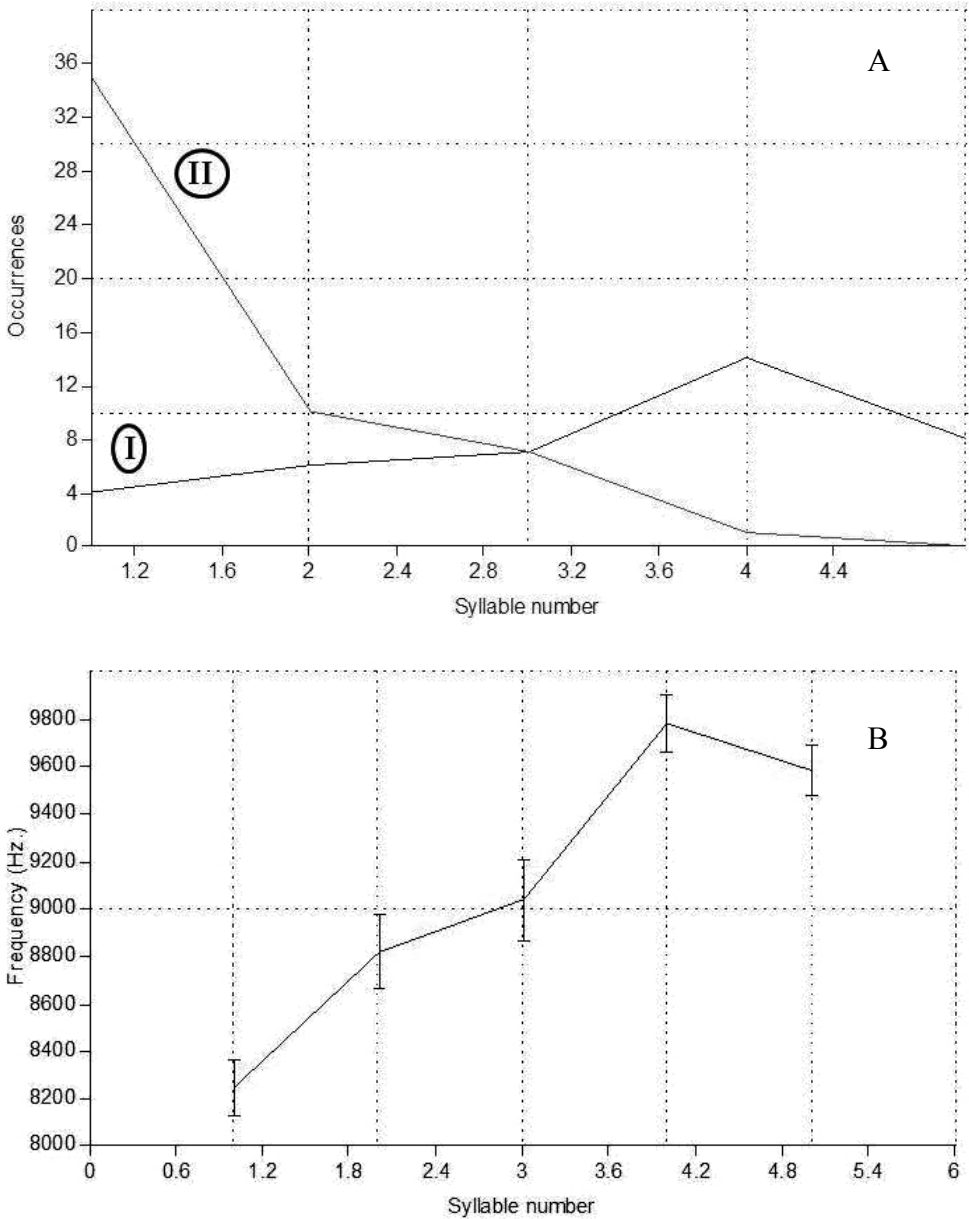 A
36
32
28
24
20
16
12
8
4
0
Occurrences
II
I
1.2 1.6 2 2.4 2.8 3.2 3.6 4 4.4
Syllable number
B
9800
9600
9400
9200
9000
8800
8600
8400
8200
8000
Frequency (Hz.)
0 0.6 1.2 1.8 2.4 3 3.6 4.2 4.8 5.4 6
Syllable number